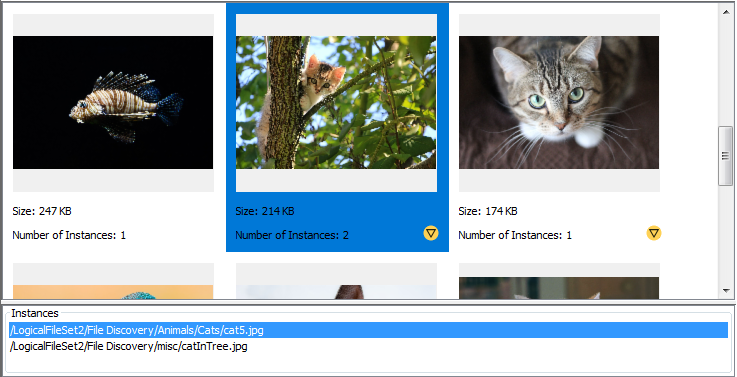 Size: 247 KB
Number of Instances: 1
Size: 214 KB
Number of Instances: 2
Size: 174 KB
Number of Instances: 1
Instances
/LogicalFileSet2/File Discovery/Animals/Cats/cat5.jpg
/LogicalFileSet2/File Discovery/misc/catInTree.jpg